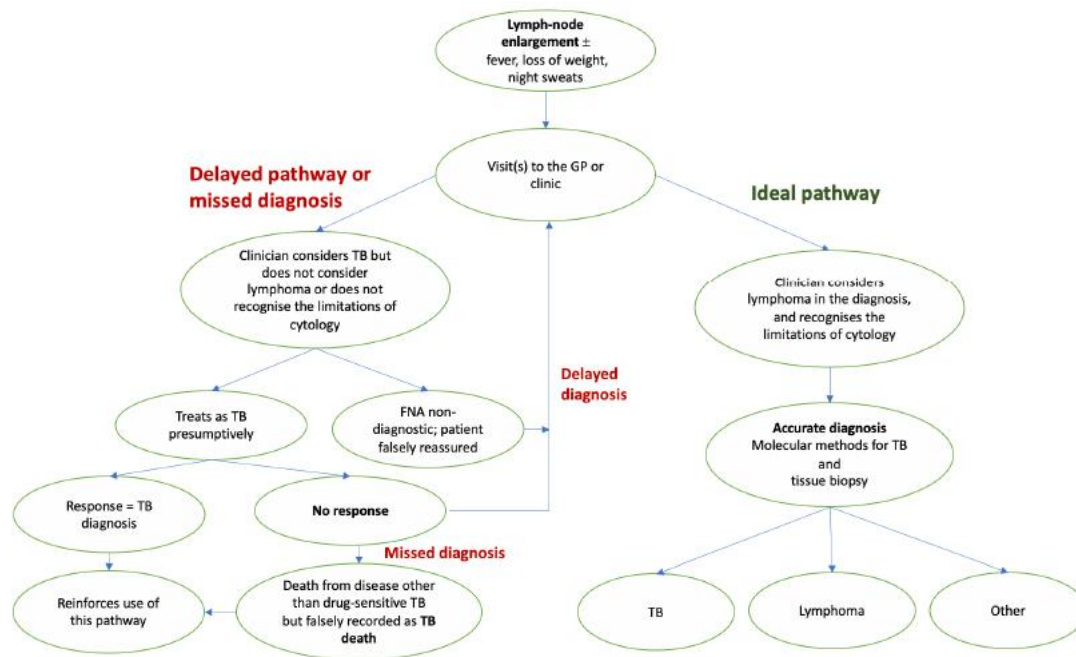 Lymph-node
enlargement ±
fever, loss of weight,
night sweats
Visit(s) to the GP or
clinic
Delayed pathway or
missed diagnosis
Ideal pathway
Clinician considers TB but
does not consider
lymphoma or does not
recognise the limitations of
cytology
Clinician considers
lymphoma in the diagnosis,
and recognises the
limitations of cytology
Delayed
diagnosis
Treats as TB
presumptively
FNA non-
diagnostic; patient
falsely reassured
Accurate diagnosis
Molecular methods for TB
and
tissue biopsy
Response = TB
diagnosis
No response
Missed diagnosis
Reinforces use of
this pathway
Death from disease other
than drug-sensitive TB
but falsely recorded as TB
death
TB
Lymphoma
Other